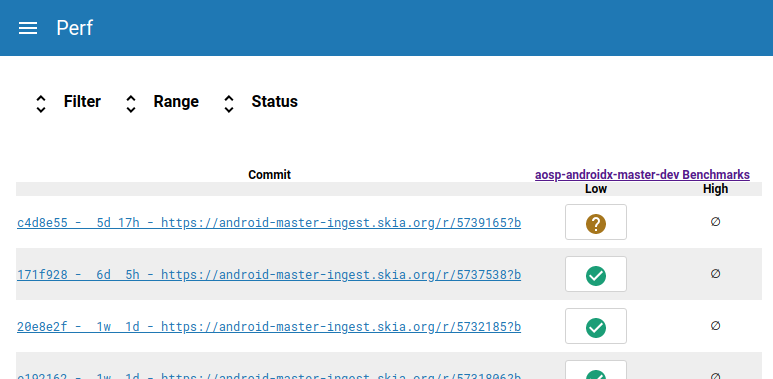 Perf
Filter Range Status
Commit aosp-androidx-master-dev Benchmarks
Low High
c4d8e55 - 5d 17h - https://android-master-ingest.skia.org/r/5739165?b ? ∅
171f928 - 6d 5h - https://android-master-ingest.skia.org/r/5737538?b ∅
20e8e2f - 1w 1d - https://android-master-ingest.skia.org/r/5732185?b ∅
e192162 - 1w 1d - https://android-master-ingest.skia.org/r/5731806?b ∅